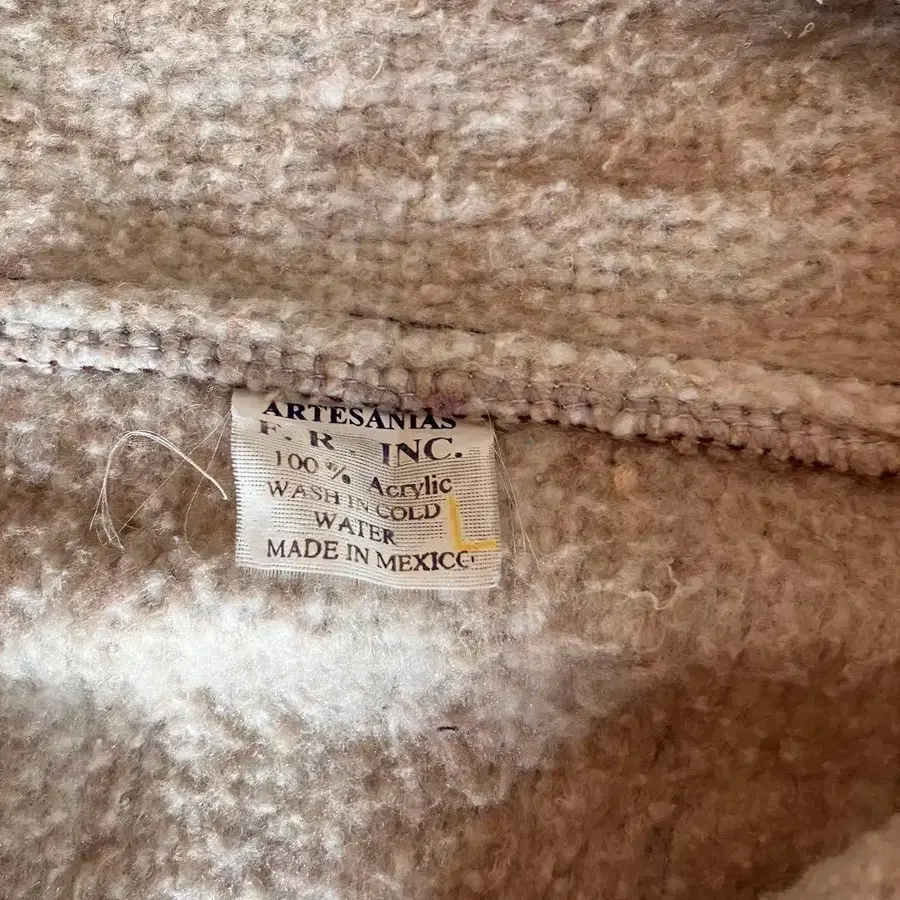 ARTESANIAS
F. R. INC.
100 % Acrylic
WASH IN COLD
WATER
L
MADE IN MEXICO